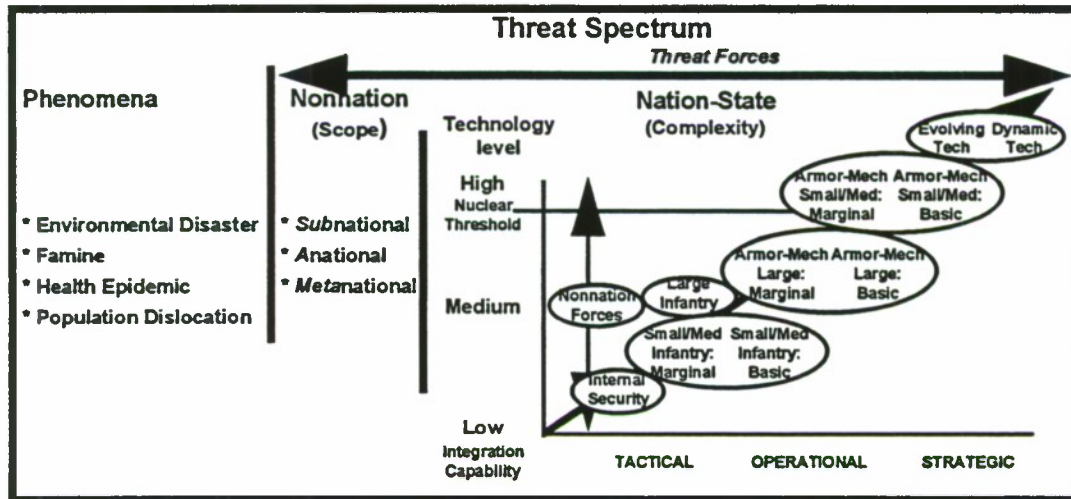 Threat Spectrum
Threat Forces
Phenomena
* Environmental Disaster
* Famine
* Health Epidemic
* Population Dislocation
Nonnation
(Scope)
* Subnational
* Anational
* Metanational
Nation-State
(Complexity)
Technology
level
High
Nuclear
Threshold
Medium
Low
Integration
Capability
Evolving Dynamic
Tech Tech
Armor-Mech Armor-Mech
Small/Med: Small/Med:
Marginal Basic
Armor-Mech Armor-Mech
Large: Large:
Marginal Basic
Nonnation
Forces
Large
Infantry
Small/Med Small/Med
Infantry: Infantry:
Marginal Basic
Internal
Security
TACTICAL OPERATIONAL STRATEGIC